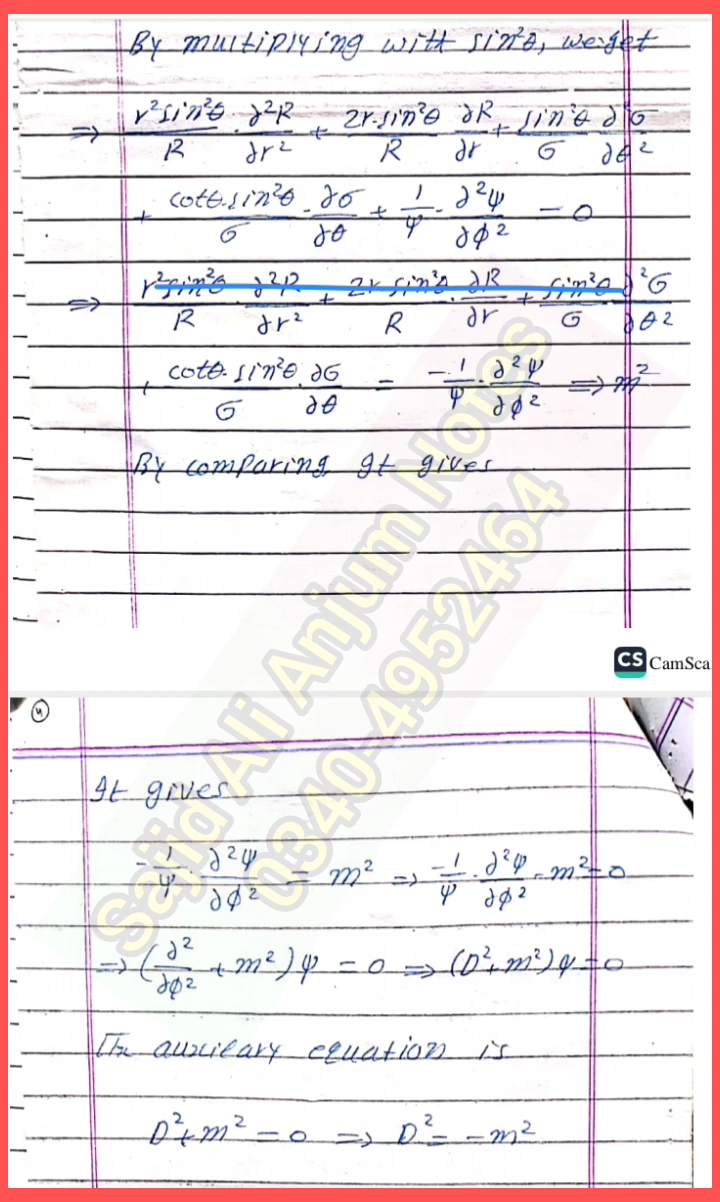 By multiplying with sin²θ, we get
⇒ r²sin²θ/R · ∂²R/∂r² + 2r·sin²θ/R ∂R/∂r + sin²θ/σ ∂²σ/∂θ²
+ cotθ·sin²θ/σ · ∂σ/∂θ + 1/ψ · ∂²ψ/∂φ² = 0
⇒ r²sin²θ/R · ∂²R/∂r² + 2r sin²θ/R · ∂R/∂r + sin²θ/σ ∂²σ/∂θ²
+ cotθ·sin²θ/σ · ∂σ/∂θ = -1/ψ · ∂²ψ/∂φ² ⇒ m²
By comparing It gives
CS CamSca
4
It gives
-1/ψ · ∂²ψ/∂φ² = m² ⇒ -1/ψ · ∂²ψ/∂φ² - m² = 0
⇒ (∂²/∂φ² + m²)ψ = 0 ⇒ (D²+m²)ψ = 0
The auxileary equation is
D²+m² = 0 ⇒ D² = -m²
Sajid Ali Anjum Notes
0340-4952464